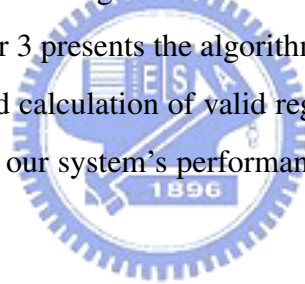 r 3 presents the algorithm
d calculation of valid reg
our system's performan
E S
1896